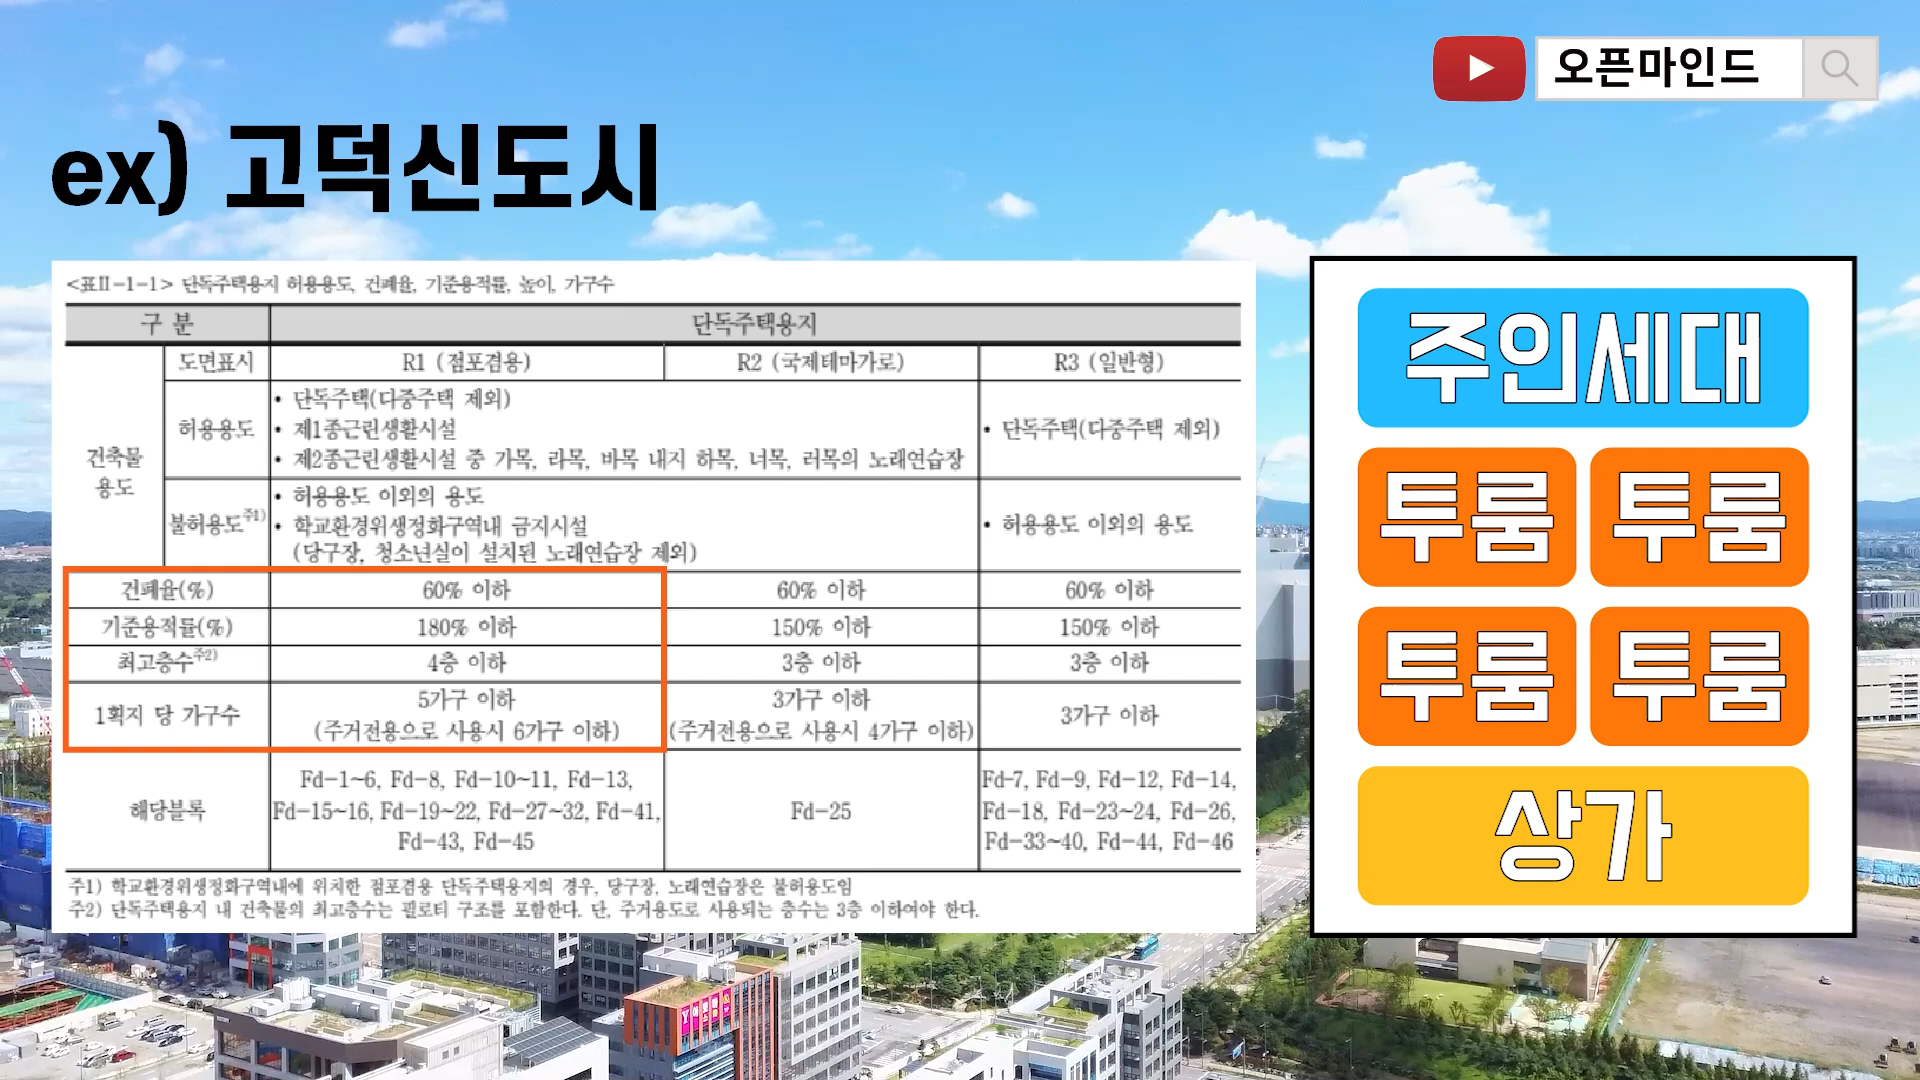 오픈마인드
ex) 고덕신도시
<표Ⅱ-1-1> 단독주택용지 허용용도, 건폐율, 기준용적률, 높이, 가구수
구 분
단독주택용지
건축물
용도
도면표시
R1 (점포겸용)
R2 (국제테마가로)
R3 (일반형)
허용용도
• 단독주택(다중주택 제외)
• 제1종근린생활시설
• 제2종근린생활시설 중 가목, 라목, 바목 내지 하목, 너목, 러목의 노래연습장
• 단독주택(다중주택 제외)
불허용도주1)
• 허용용도 이외의 용도
• 학교환경위생정화구역내 금지시설
(당구장, 청소년실이 설치된 노래연습장 제외)
• 허용용도 이외의 용도
건폐율(%)
60% 이하
60% 이하
60% 이하
기준용적률(%)
180% 이하
150% 이하
150% 이하
최고층수주2)
4층 이하
3층 이하
3층 이하
1획지 당 가구수
5가구 이하
(주거전용으로 사용시 6가구 이하)
3가구 이하
(주거전용으로 사용시 4가구 이하)
3가구 이하
해당블록
Fd-1~6, Fd-8, Fd-10~11, Fd-13,
Fd-15~16, Fd-19~22, Fd-27~32, Fd-41,
Fd-43, Fd-45
Fd-25
Fd-7, Fd-9, Fd-12, Fd-14,
Fd-18, Fd-23~24, Fd-26,
Fd-33~40, Fd-44, Fd-46
주1) 학교환경위생정화구역내에 위치한 점포겸용 단독주택용지의 경우, 당구장, 노래연습장은 불허용도임
주2) 단독주택용지 내 건축물의 최고층수는 필로티 구조를 포함한다. 단, 주거용도로 사용되는 층수는 3층 이하여야 한다.
주인세대
투룸 투룸
투룸 투룸
상가